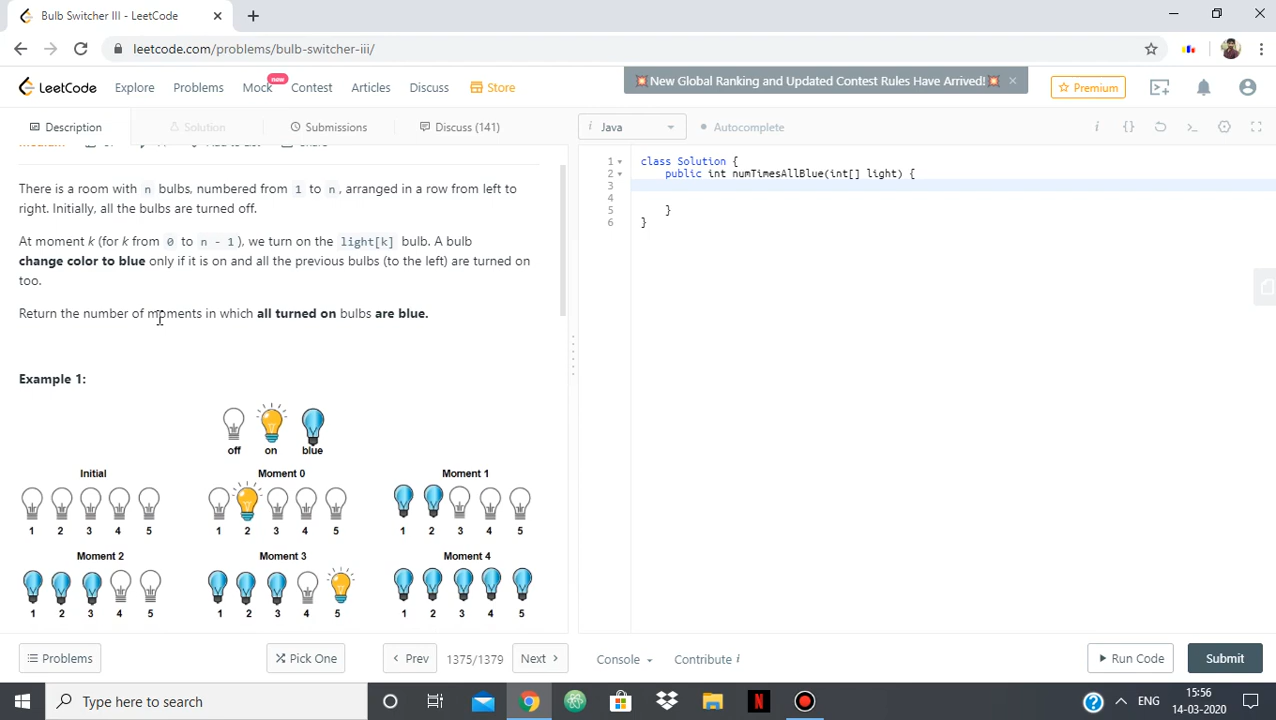 Bulb Switcher III - LeetCode
leetcode.com/problems/bulb-switcher-iii/
LeetCode Explore Problems Mock new Contest Articles Discuss Store
💥New Global Ranking and Updated Contest Rules Have Arrived!💥
Premium
Description Solution Submissions Discuss (141)
i Java Autocomplete
There is a room with n bulbs, numbered from 1 to n, arranged in a row from left to
right. Initially, all the bulbs are turned off.
At moment k (for k from 0 to n - 1), we turn on the light[k] bulb. A bulb
change color to blue only if it is on and all the previous bulbs (to the left) are turned on
too.
Return the number of moments in which all turned on bulbs are blue.
Example 1:
off on blue
Initial Moment 0 Moment 1
1 2 3 4 5 1 2 3 4 5 1 2 3 4 5
Moment 2 Moment 3 Moment 4
1 2 3 4 5 1 2 3 4 5 1 2 3 4 5
1 class Solution {
2 public int numTimesAllBlue(int[] light) {
3
4
5 }
6 }
Problems Pick One Prev 1375/1379 Next Console Contribute i Run Code Submit
Type here to search
ENG
15:56
14-03-2020